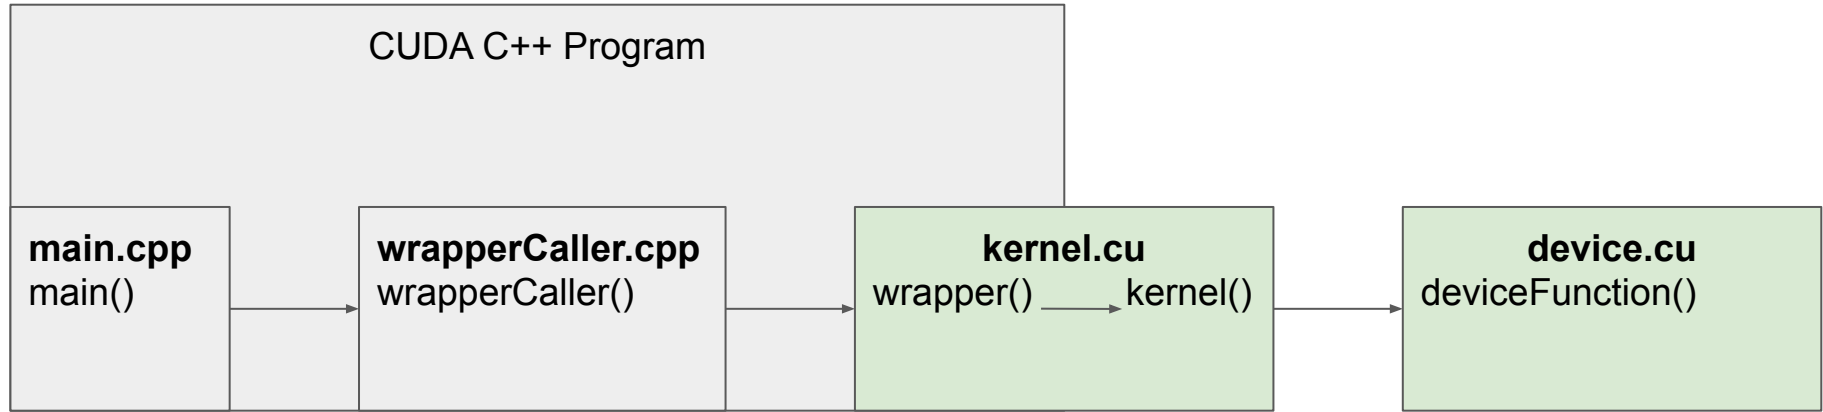 CUDA C++ Program
main.cpp
main()
wrapperCaller.cpp
wrapperCaller()
kernel.cu
wrapper() kernel()
device.cu
deviceFunction()